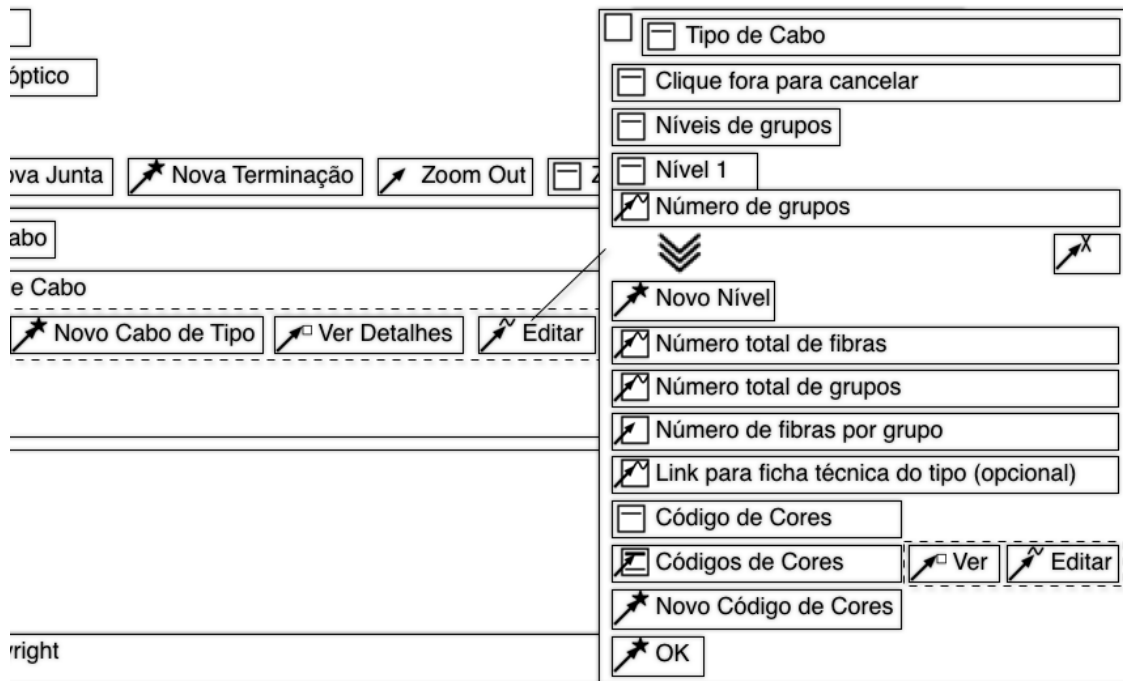 óptico
ova Junta
Nova Terminação
Zoom Out
abo
e Cabo
Novo Cabo de Tipo
Ver Detalhes
Editar
yright
Tipo de Cabo
Clique fora para cancelar
Níveis de grupos
Nível 1
Número de grupos
X
Novo Nível
Número total de fibras
Número total de grupos
Número de fibras por grupo
Link para ficha técnica do tipo (opcional)
Código de Cores
Códigos de Cores
Ver
Editar
Novo Código de Cores
OK